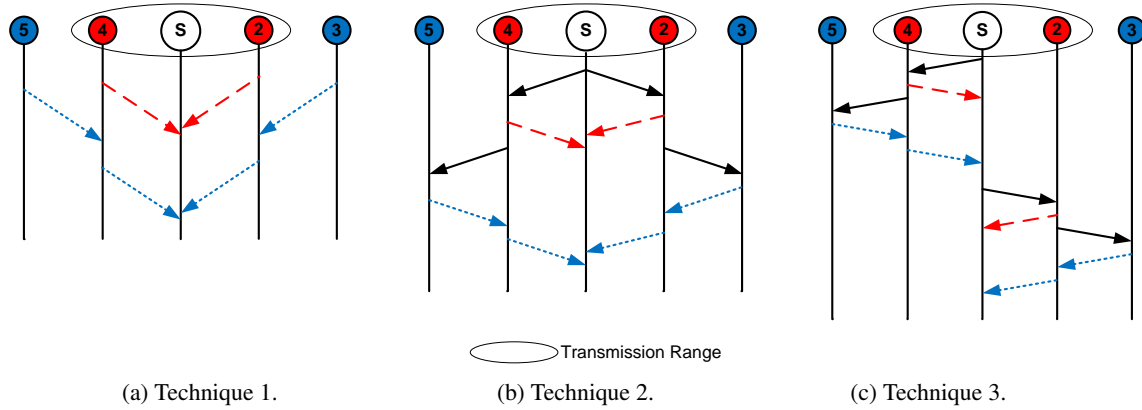 5 4 S 2 3
5 4 S 2 3
5 4 S 2 3
Transmission Range
(a) Technique 1.
(b) Technique 2.
(c) Technique 3.